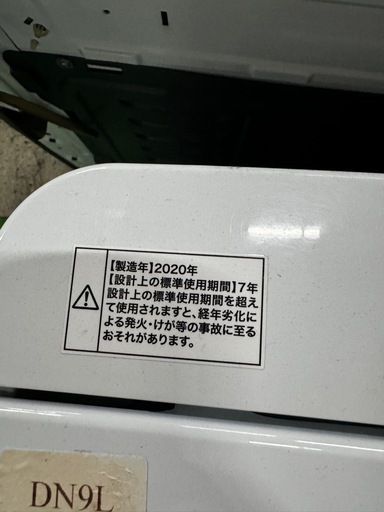 【製造年】2020年
【設計上の標準使用期間】7年
設計上の標準使用期間を超え
て使用されますと、経年劣化に
よる発火・けが等の事故に至る
おそれがあります。
DN9L